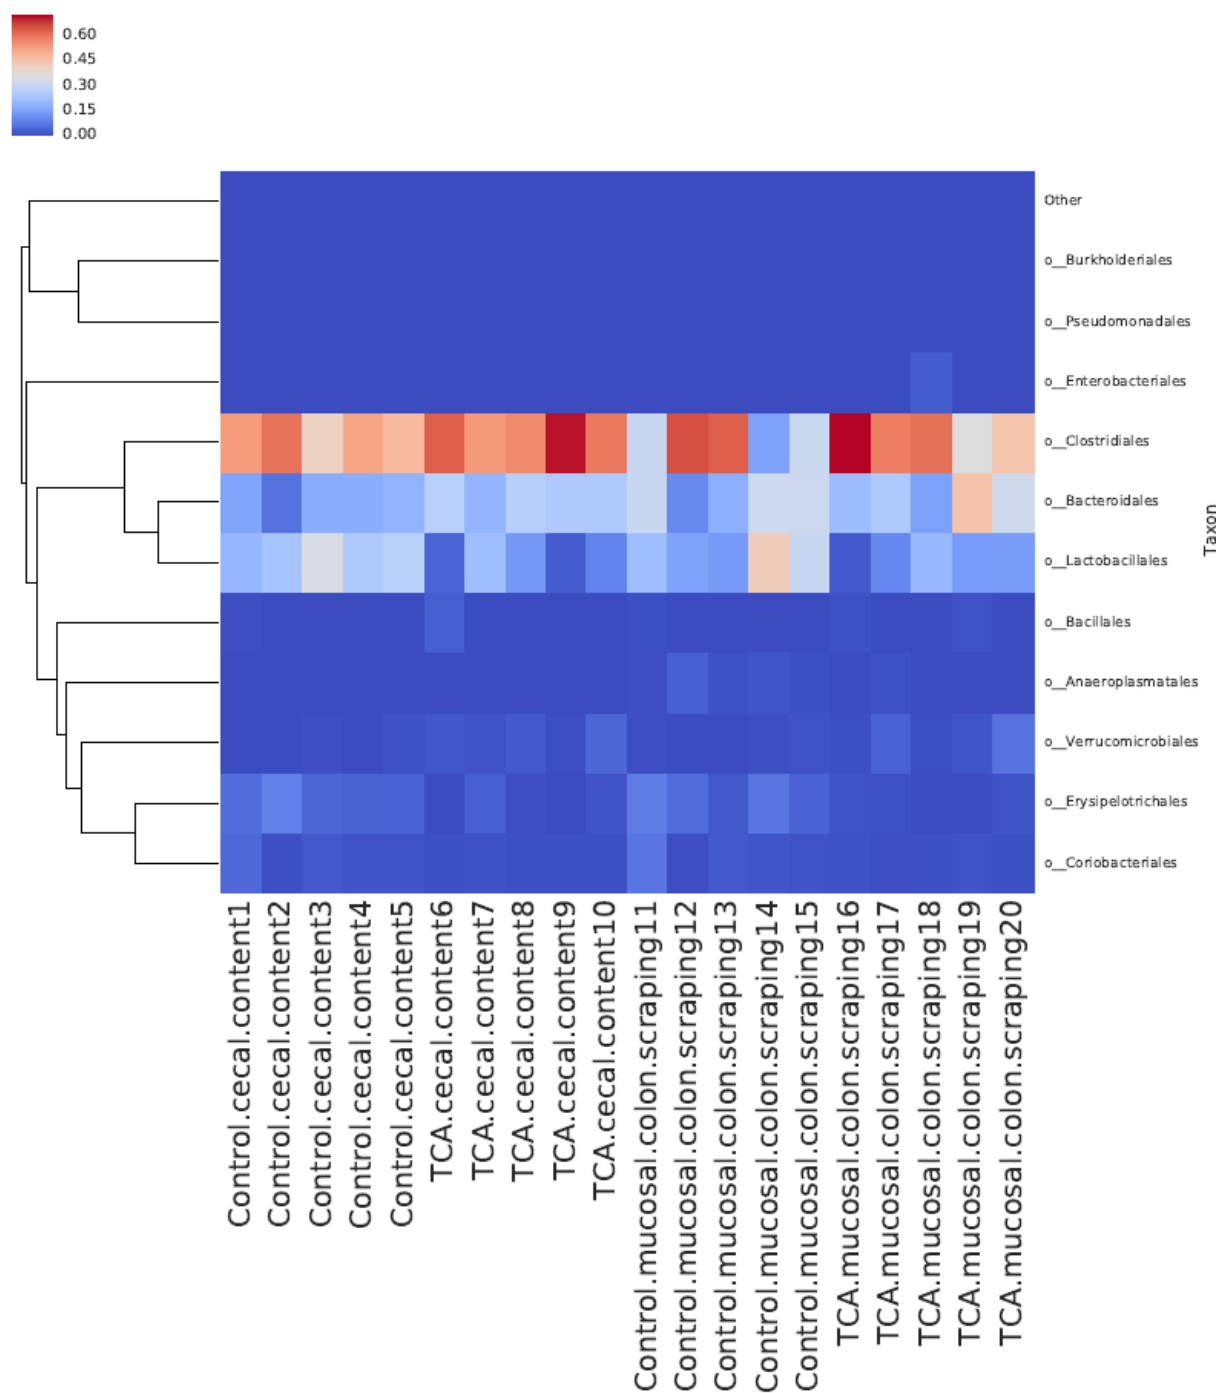 0.60
0.45
0.30
0.15
0.00
Other
o__Burkholderiales
o__Pseudomonadales
o__Enterobacteriales
o__Clostridiales
o__Bacteroidales
o__Lactobacillales
o__Bacillales
o__Anaeroplasmatales
o__Verrucomicrobiales
o__Erysipelotrichales
o__Coriobacteriales
Taxon
Control.cecal.content1
Control.cecal.content2
Control.cecal.content3
Control.cecal.content4
Control.cecal.content5
TCA.cecal.content6
TCA.cecal.content7
TCA.cecal.content8
TCA.cecal.content9
TCA.cecal.content10
Control.mucosal.colon.scraping11
Control.mucosal.colon.scraping12
Control.mucosal.colon.scraping13
Control.mucosal.colon.scraping14
Control.mucosal.colon.scraping15
TCA.mucosal.colon.scraping16
TCA.mucosal.colon.scraping17
TCA.mucosal.colon.scraping18
TCA.mucosal.colon.scraping19
TCA.mucosal.colon.scraping20